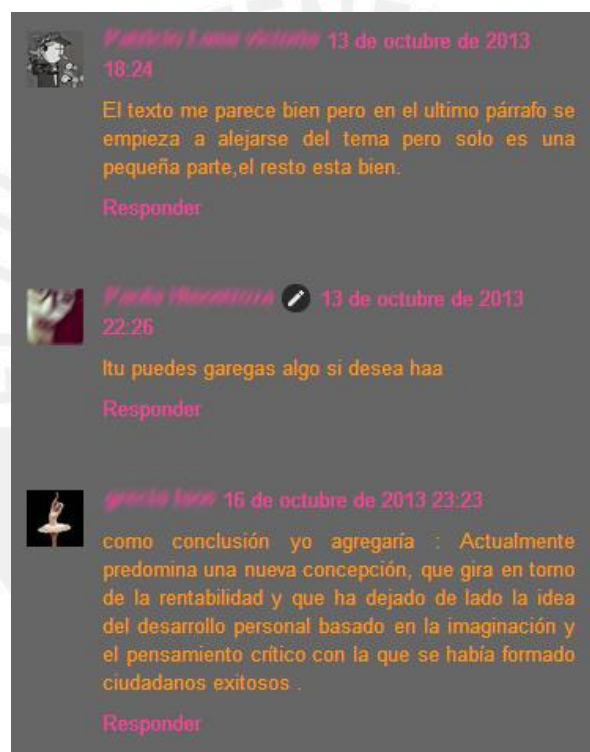 13 de octubre de 2013
18:24
El texto me parece bien pero en el ultimo párrafo se
empieza a alejarse del tema pero solo es una
pequeña parte,el resto esta bien.
Responder
13 de octubre de 2013
22:26
Itu puedes garegas algo si desea haa
Responder
16 de octubre de 2013 23:23
como conclusión yo agregaría : Actualmente
predomina una nueva concepción, que gira en torno
de la rentabilidad y que ha dejado de lado la idea
del desarrollo personal basado en la imaginación y
el pensamiento crítico con la que se había formado
ciudadanos exitosos .
Responder